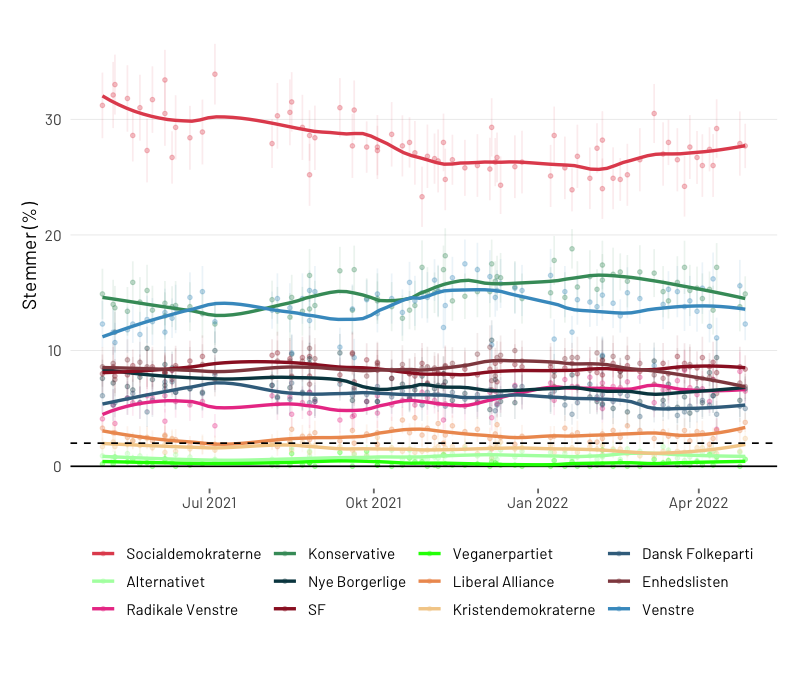 30
20
10
0
Stemmer(%)
Jul 2021
Okt 2021
Jan 2022
Apr 2022
Socialdemokraterne
Konservative
Veganerpartiet
Dansk Folkeparti
Alternativet
Nye Borgerlige
Liberal Alliance
Enhedslisten
Radikale Venstre
SF
Kristendemokraterne
Venstre